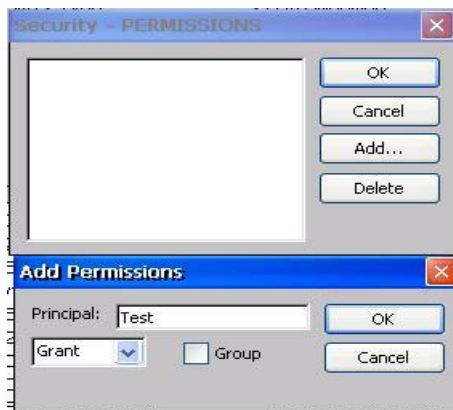 Security - PERMISSIONS
OK
Cancel
Add...
Delete
Add Permissions
Principal: Test
OK
Grant
Group
Cancel